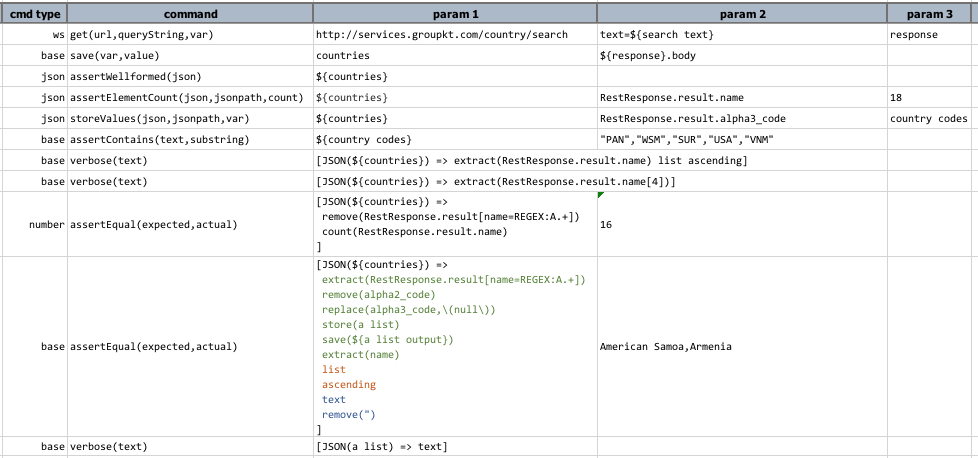 cmd type command param 1 param 2 param 3
ws get(url,queryString,var) http://services.groupkt.com/country/search text=${search text} response
base save(var,value) countries ${response}.body
json assertWellformed(json) ${countries}
json assertElementCount(json,jsonpath,count) ${countries} RestResponse.result.name 18
json storeValues(json,jsonpath,var) ${countries} RestResponse.result.alpha3_code country codes
base assertContains(text,substring) ${country codes} "PAN","WSM","SUR","USA","VNM"
base verbose(text) [JSON(${countries}) => extract(RestResponse.result.name) list ascending]
base verbose(text) [JSON(${countries}) => extract(RestResponse.result.name[4])]
number assertEqual(expected,actual) [JSON(${countries}) =>
remove(RestResponse.result[name=REGEX:A.+])
count(RestResponse.result.name)
]
16
base assertEqual(expected,actual) [JSON(${countries}) =>
extract(RestResponse.result[name=REGEX:A.+])
remove(alpha2_code)
replace(alpha3_code,\(null\))
store(a list)
save(${a list output})
extract(name)
list
ascending
text
remove(")
]
American Samoa,Armenia
base verbose(text) [JSON(a list) => text]